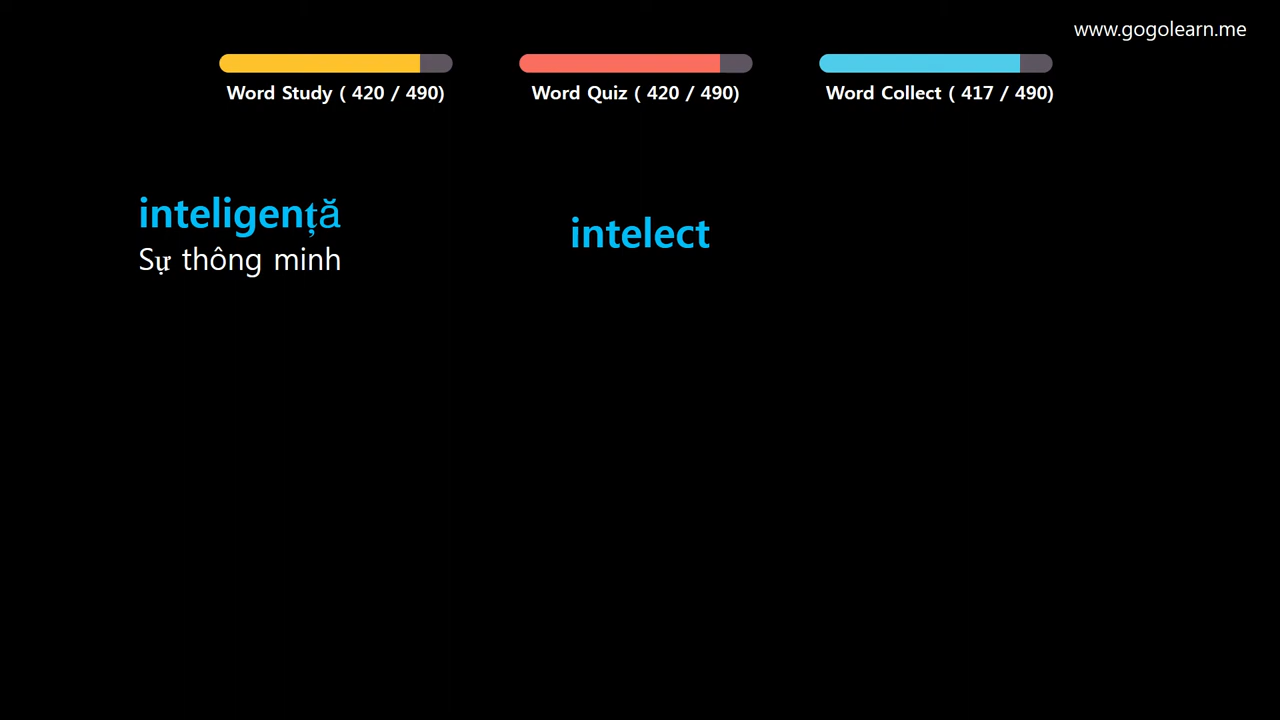 www.gogolearn.me
Word Study ( 420 / 490)
Word Quiz ( 420 / 490)
Word Collect ( 417 / 490)
inteligență
Sự thông minh
intelect